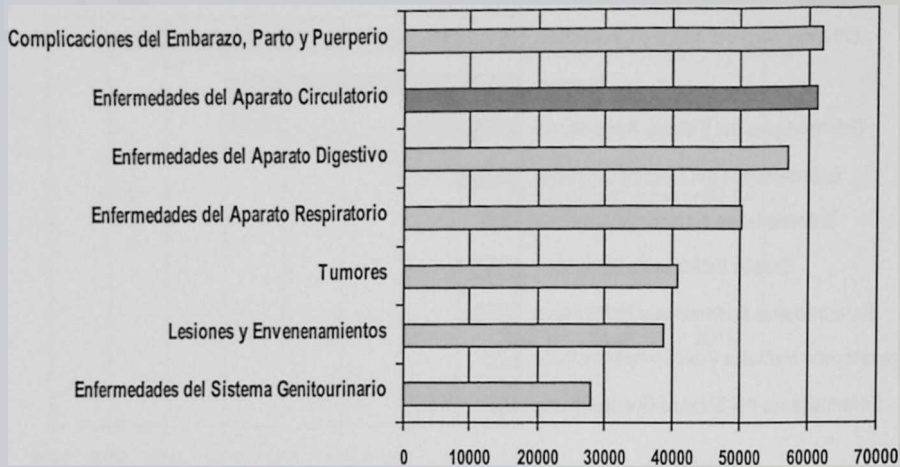 Complicaciones del Embarazo, Parto y Puerperio
Enfermedades del Aparato Circulatorio
Enfermedades del Aparato Digestivo
Enfermedades del Aparato Respiratorio
Tumores
Lesiones y Envenenamientos
Enfermedades del Sistema Genitourinario
0 10000 20000 30000 40000 50000 60000 70000